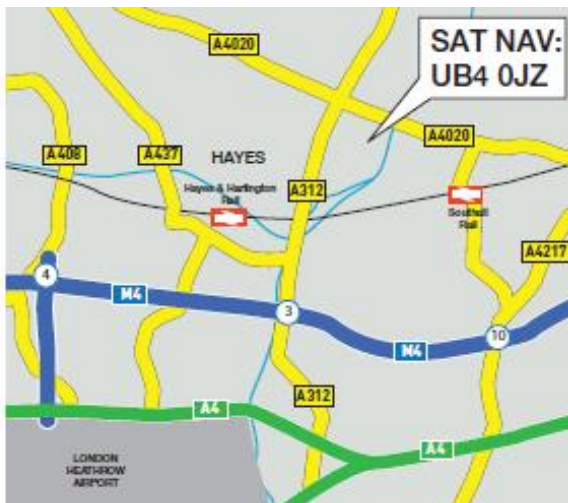 A4020
SAT NAV:
UB4 0JZ
A4020
A408
A437
HAYES
Hayes & Harlington
Rail
A312
Southall
Rail
A4217
4
M4
3
10
M4
A312
A4
A4
LONDON
HEATHROW
AIRPORT